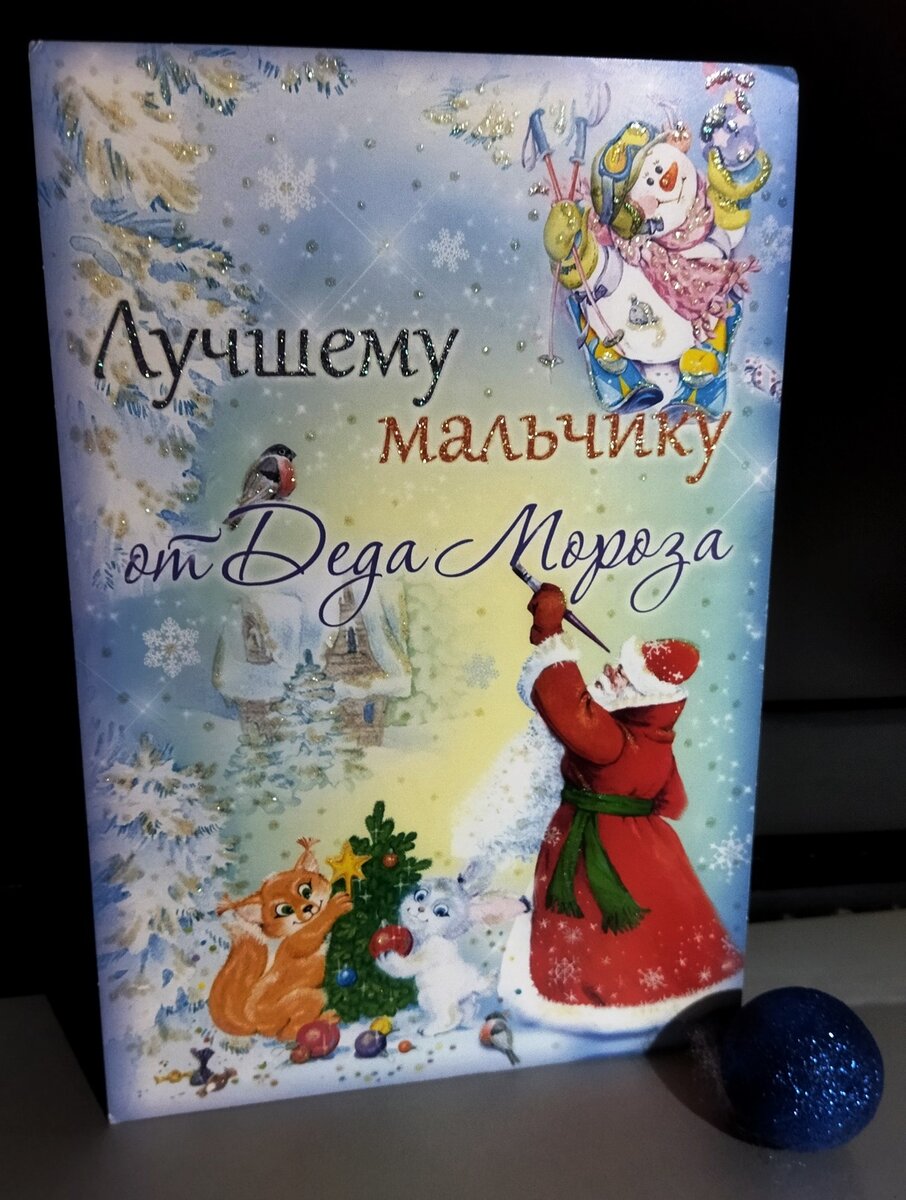 Лучшему
мальчику
от Деда Мороза